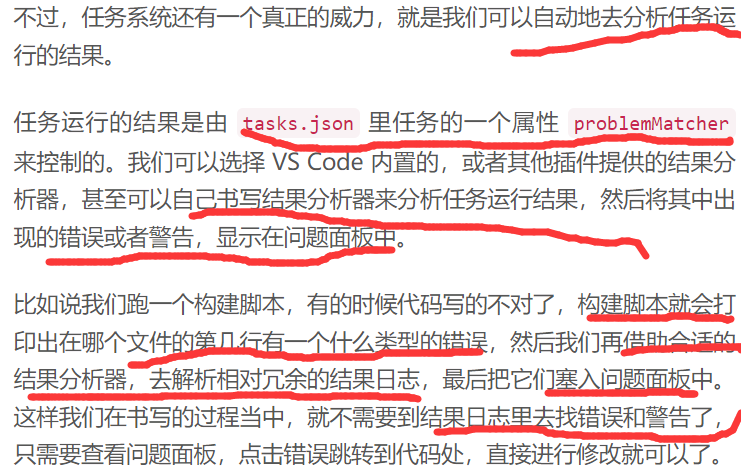 不过，任务系统还有一个真正的威力，就是我们可以自动地去分析任务运
行的结果。
任务运行的结果是由 tasks.json 里任务的一个属性 problemMatcher
来控制的。我们可以选择 VS Code 内置的，或者其他插件提供的结果分
析器，甚至可以自己书写结果分析器来分析任务运行结果，然后将其中出
现的错误或者警告，显示在问题面板中。
比如说我们跑一个构建脚本，有的时候代码写的不对了，构建脚本就会打
印出在哪个文件的第几行有一个什么类型的错误，然后我们再借助合适的
结果分析器，去解析相对冗余的结果日志，最后把它们塞入问题面板中。
这样我们在书写的过程当中，就不需要到结果日志里去找错误和警告了，
只需要查看问题面板，点击错误跳转到代码处，直接进行修改就可以了。